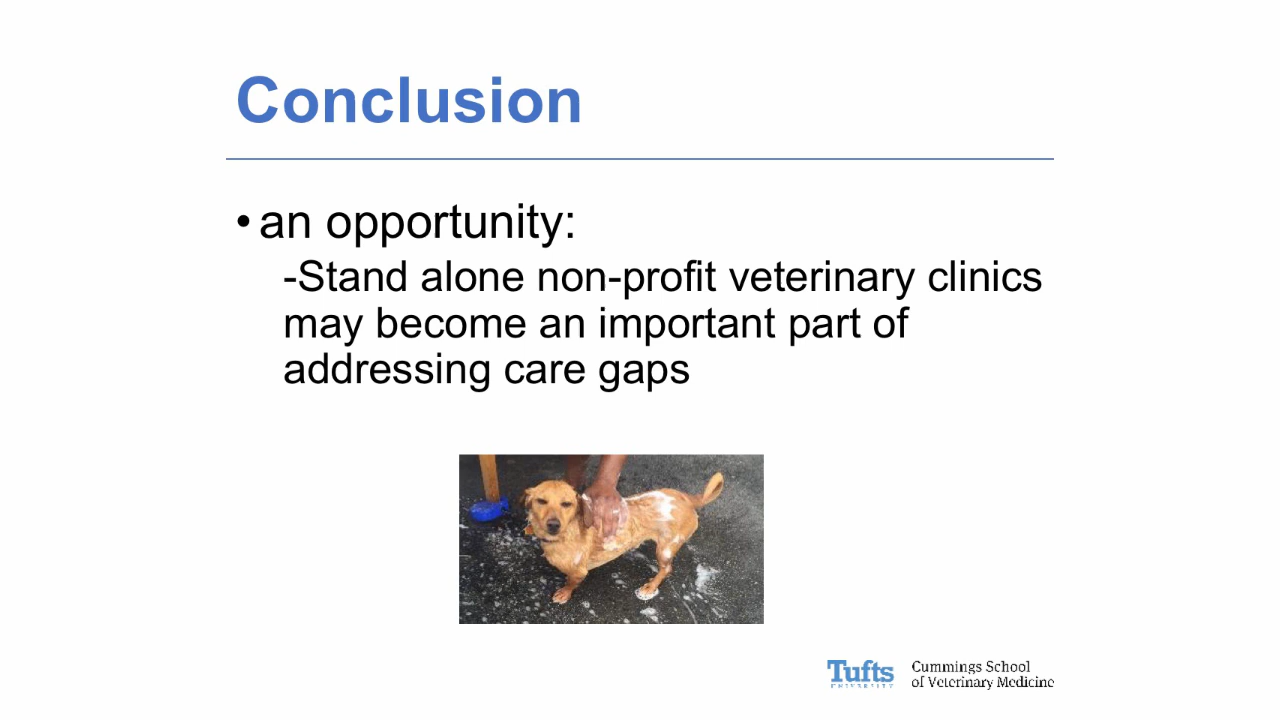 Conclusion
• an opportunity:
-Stand alone non-profit veterinary clinics
may become an important part of
addressing care gaps
Tufts
UNIVERSITY
Cummings School
of Veterinary Medicine